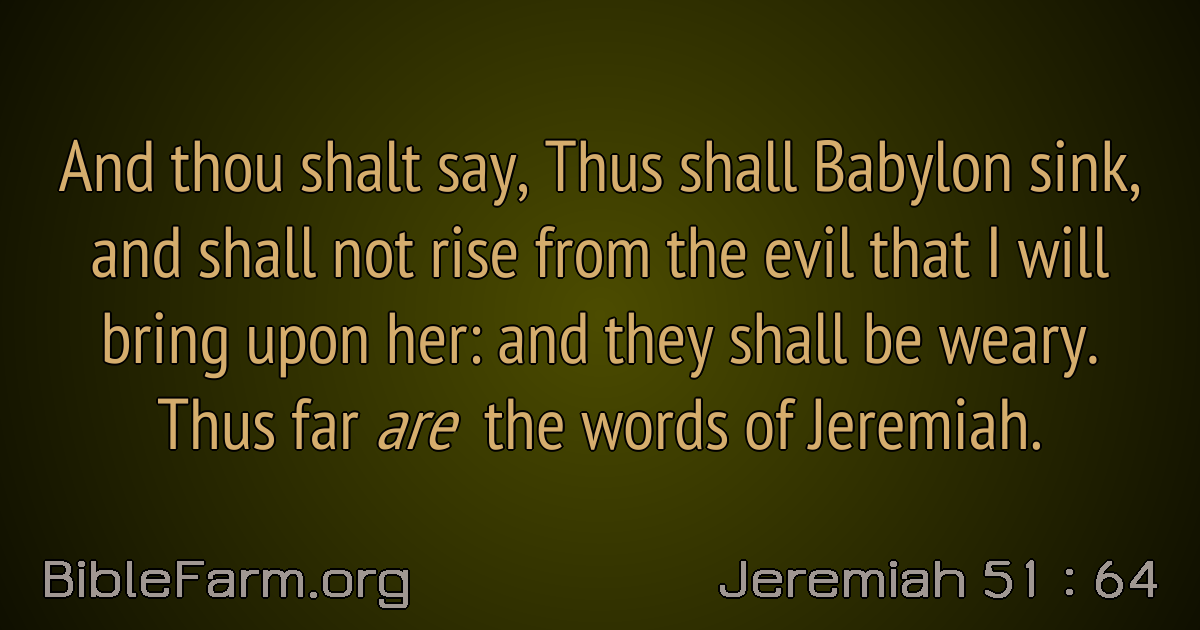 And thou shalt say, Thus shall Babylon sink,
and shall not rise from the evil that I will
bring upon her: and they shall be weary.
Thus far are the words of Jeremiah.
BibleFarm.org
Jeremiah 51 : 64